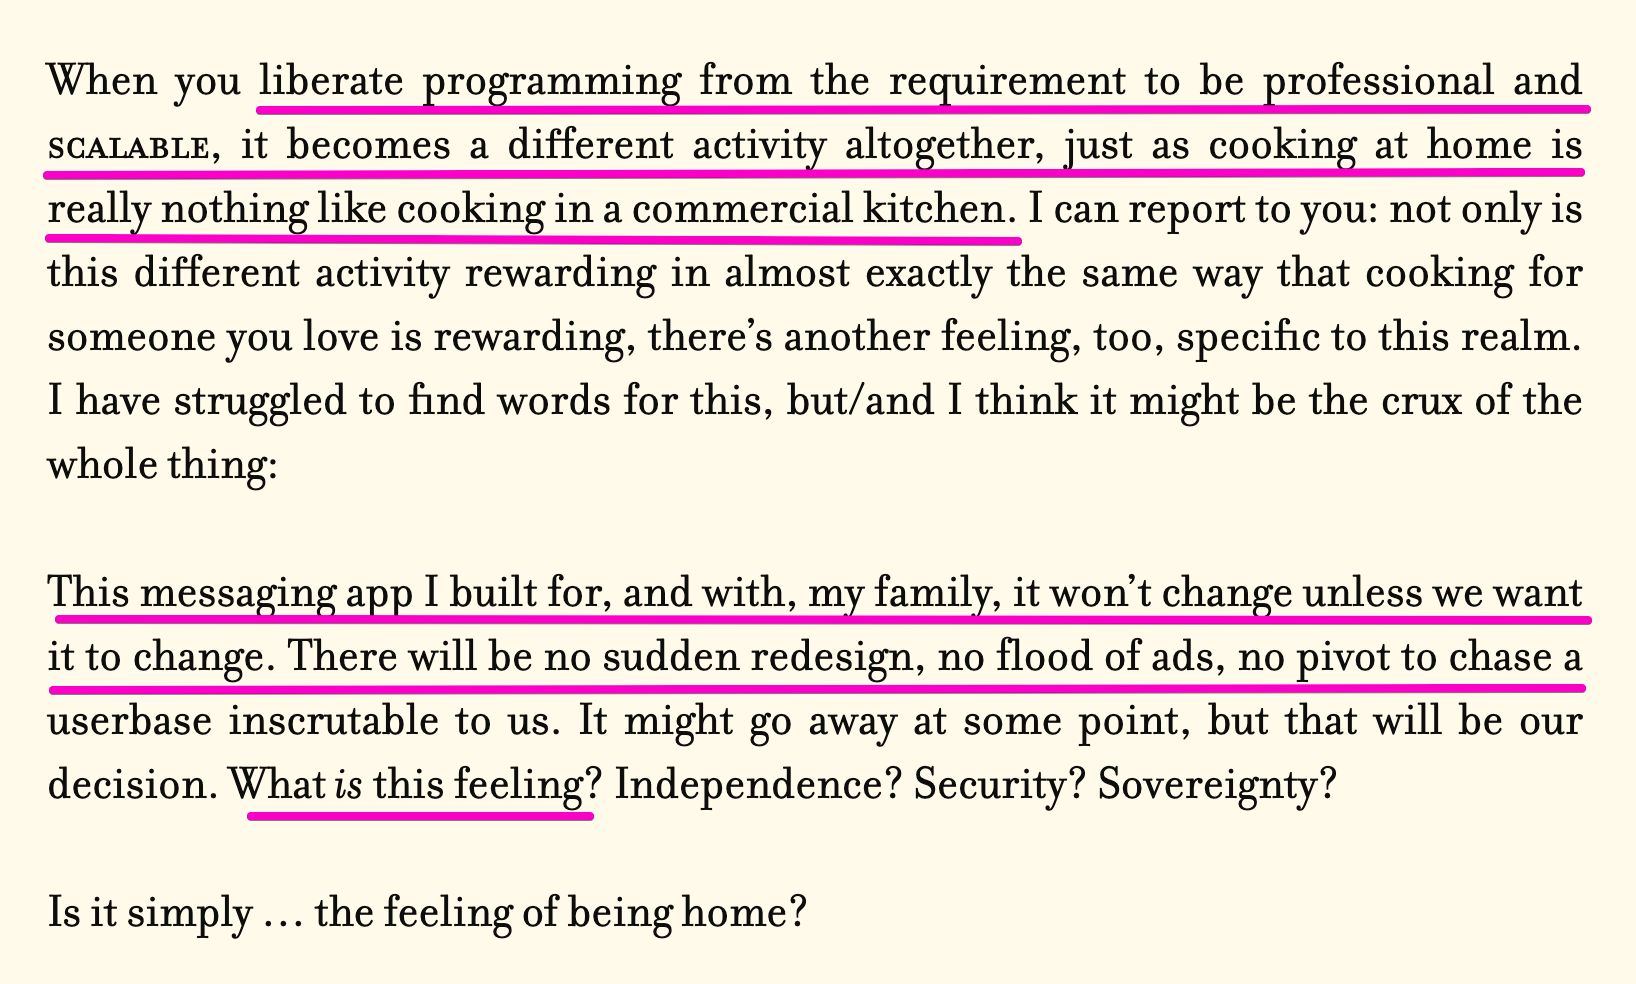 When you liberate programming from the requirement to be professional and
SCALABLE, it becomes a different activity altogether, just as cooking at home is
really nothing like cooking in a commercial kitchen. I can report to you: not only is
this different activity rewarding in almost exactly the same way that cooking for
someone you love is rewarding, there’s another feeling, too, specific to this realm.
I have struggled to find words for this, but/and I think it might be the crux of the
whole thing:
This messaging app I built for, and with, my family, it won’t change unless we want
it to change. There will be no sudden redesign, no flood of ads, no pivot to chase a
userbase inscrutable to us. It might go away at some point, but that will be our
decision. What is this feeling? Independence? Security? Sovereignty?
Is it simply … the feeling of being home?